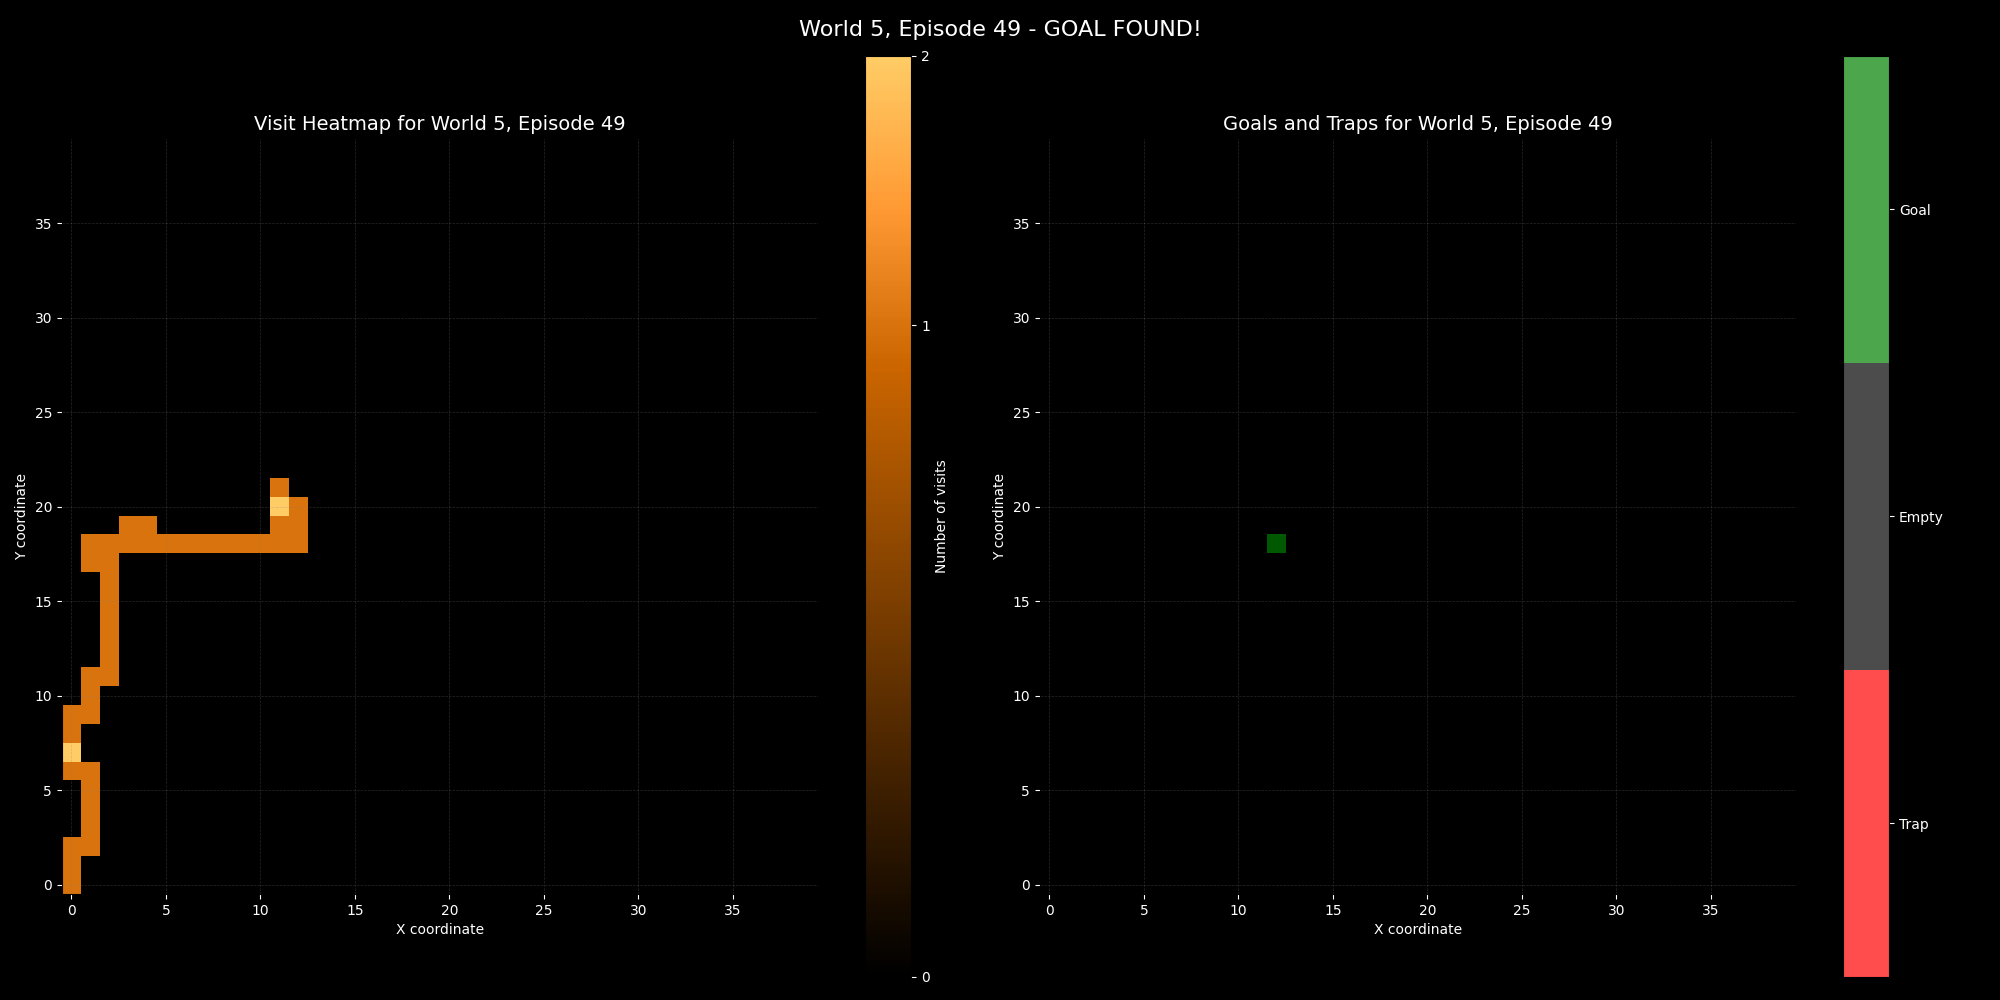 World 5, Episode 49 - GOAL FOUND!
Visit Heatmap for World 5, Episode 49
35
30
25
20
15
10
5
0
Y coordinate
0 5 10 15 20 25 30 35
X coordinate
2
1
0
Number of visits
Goals and Traps for World 5, Episode 49
35
30
25
20
15
10
5
0
Y coordinate
0 5 10 15 20 25 30 35
X coordinate
Goal
Empty
Trap